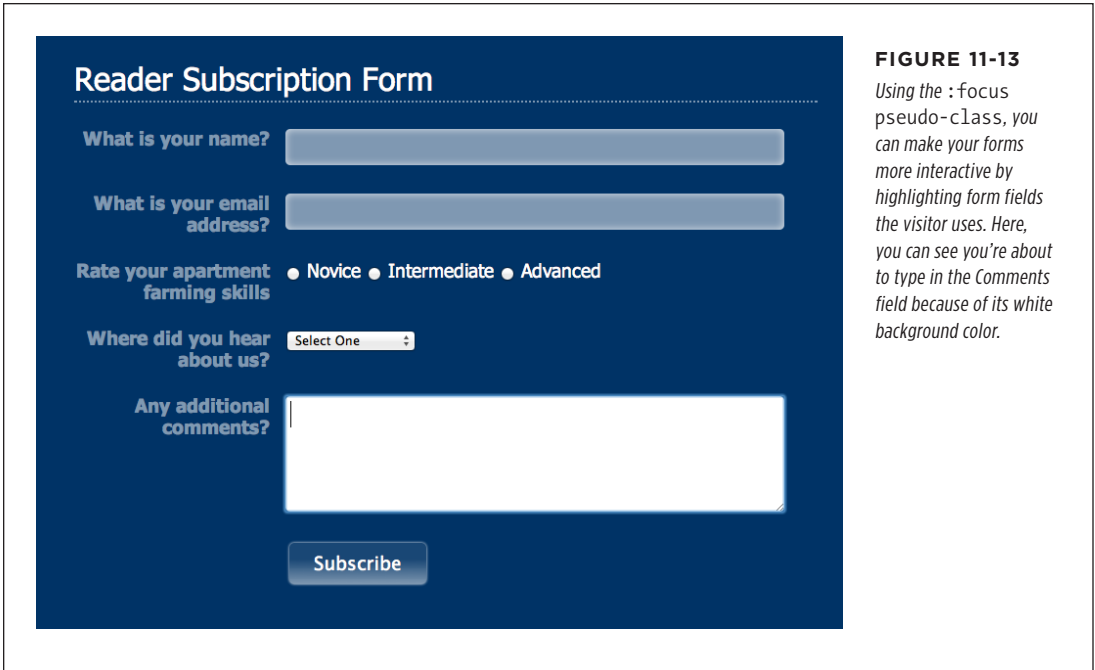 Reader Subscription Form
What is your name?
What is your email
address?
Rate your apartment
farming skills
Novice Intermediate Advanced
Where did you hear
about us?
Select One
Any additional
comments?
Subscribe
FIGURE 11-13
Using the :focus
pseudo-class, you
can make your forms
more interactive by
highlighting form fields
the visitor uses. Here,
you can see you're about
to type in the Comments
field because of its white
background color.